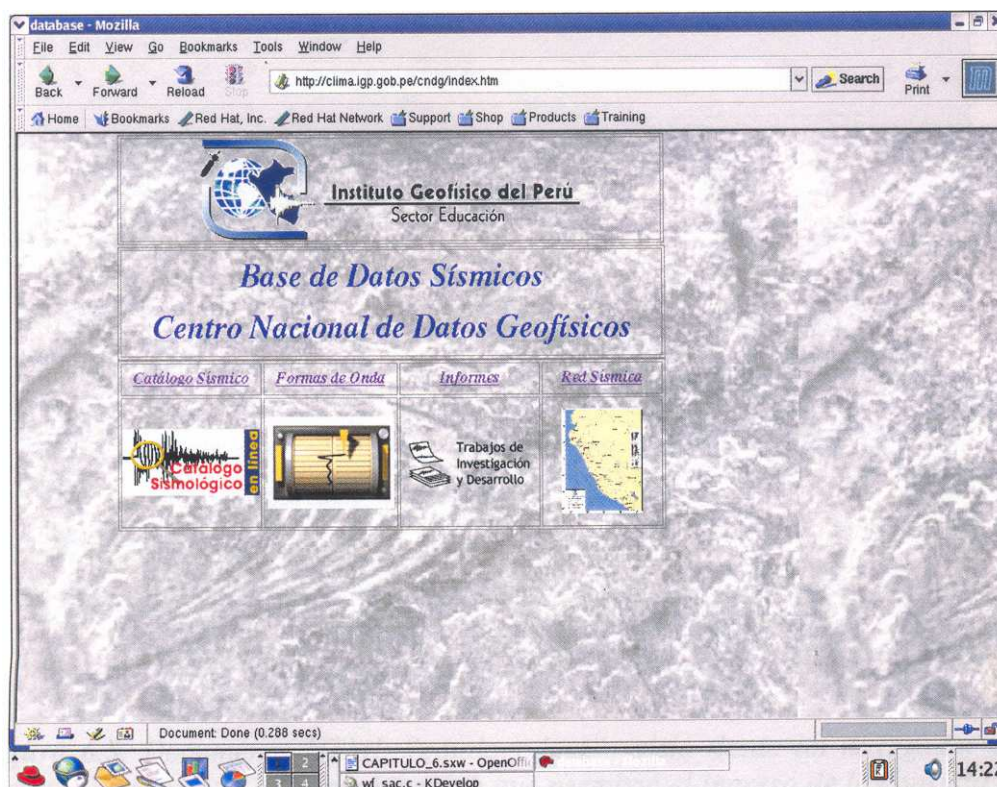 database - Mozilla
File Edit View Go Bookmarks Tools Window Help
Back Forward Reload Stop http://clima.igp.gob.pe/cndg/index.htm Search Print
Home Bookmarks Red Hat, Inc. Red Hat Network Support Shop Products Training
Instituto Geofísico del Perú
Sector Educación
Base de Datos Sísmicos
Centro Nacional de Datos Geofísicos
Catálogo Sísmico Formas de Onda Informes Red Sísmica
Catálogo
Sismológico
en línea
Trabajos de
Investigación
y Desarrollo
Document: Done (0.288 secs)
1 2 CAPITULO_6.sxw - OpenOffi database - Mozilla
3 4 wf_sac.c - KDevelop
14:22